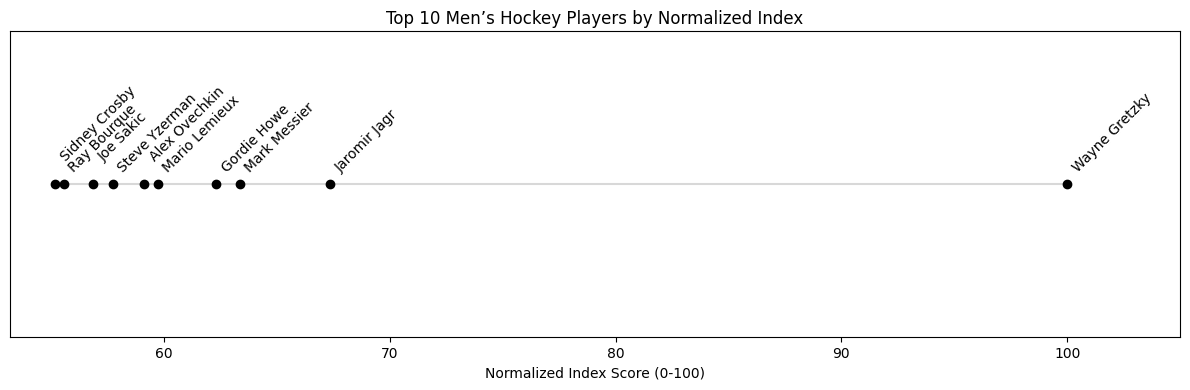 Top 10 Men’s Hockey Players by Normalized Index
Sidney Crosby
Ray Bourque
Joe Sakic
Steve Yzerman
Alex Ovechkin
Mario Lemieux
Gordie Howe
Mark Messier
Jaromir Jagr
Wayne Gretzky
60
70
80
90
100
Normalized Index Score (0-100)